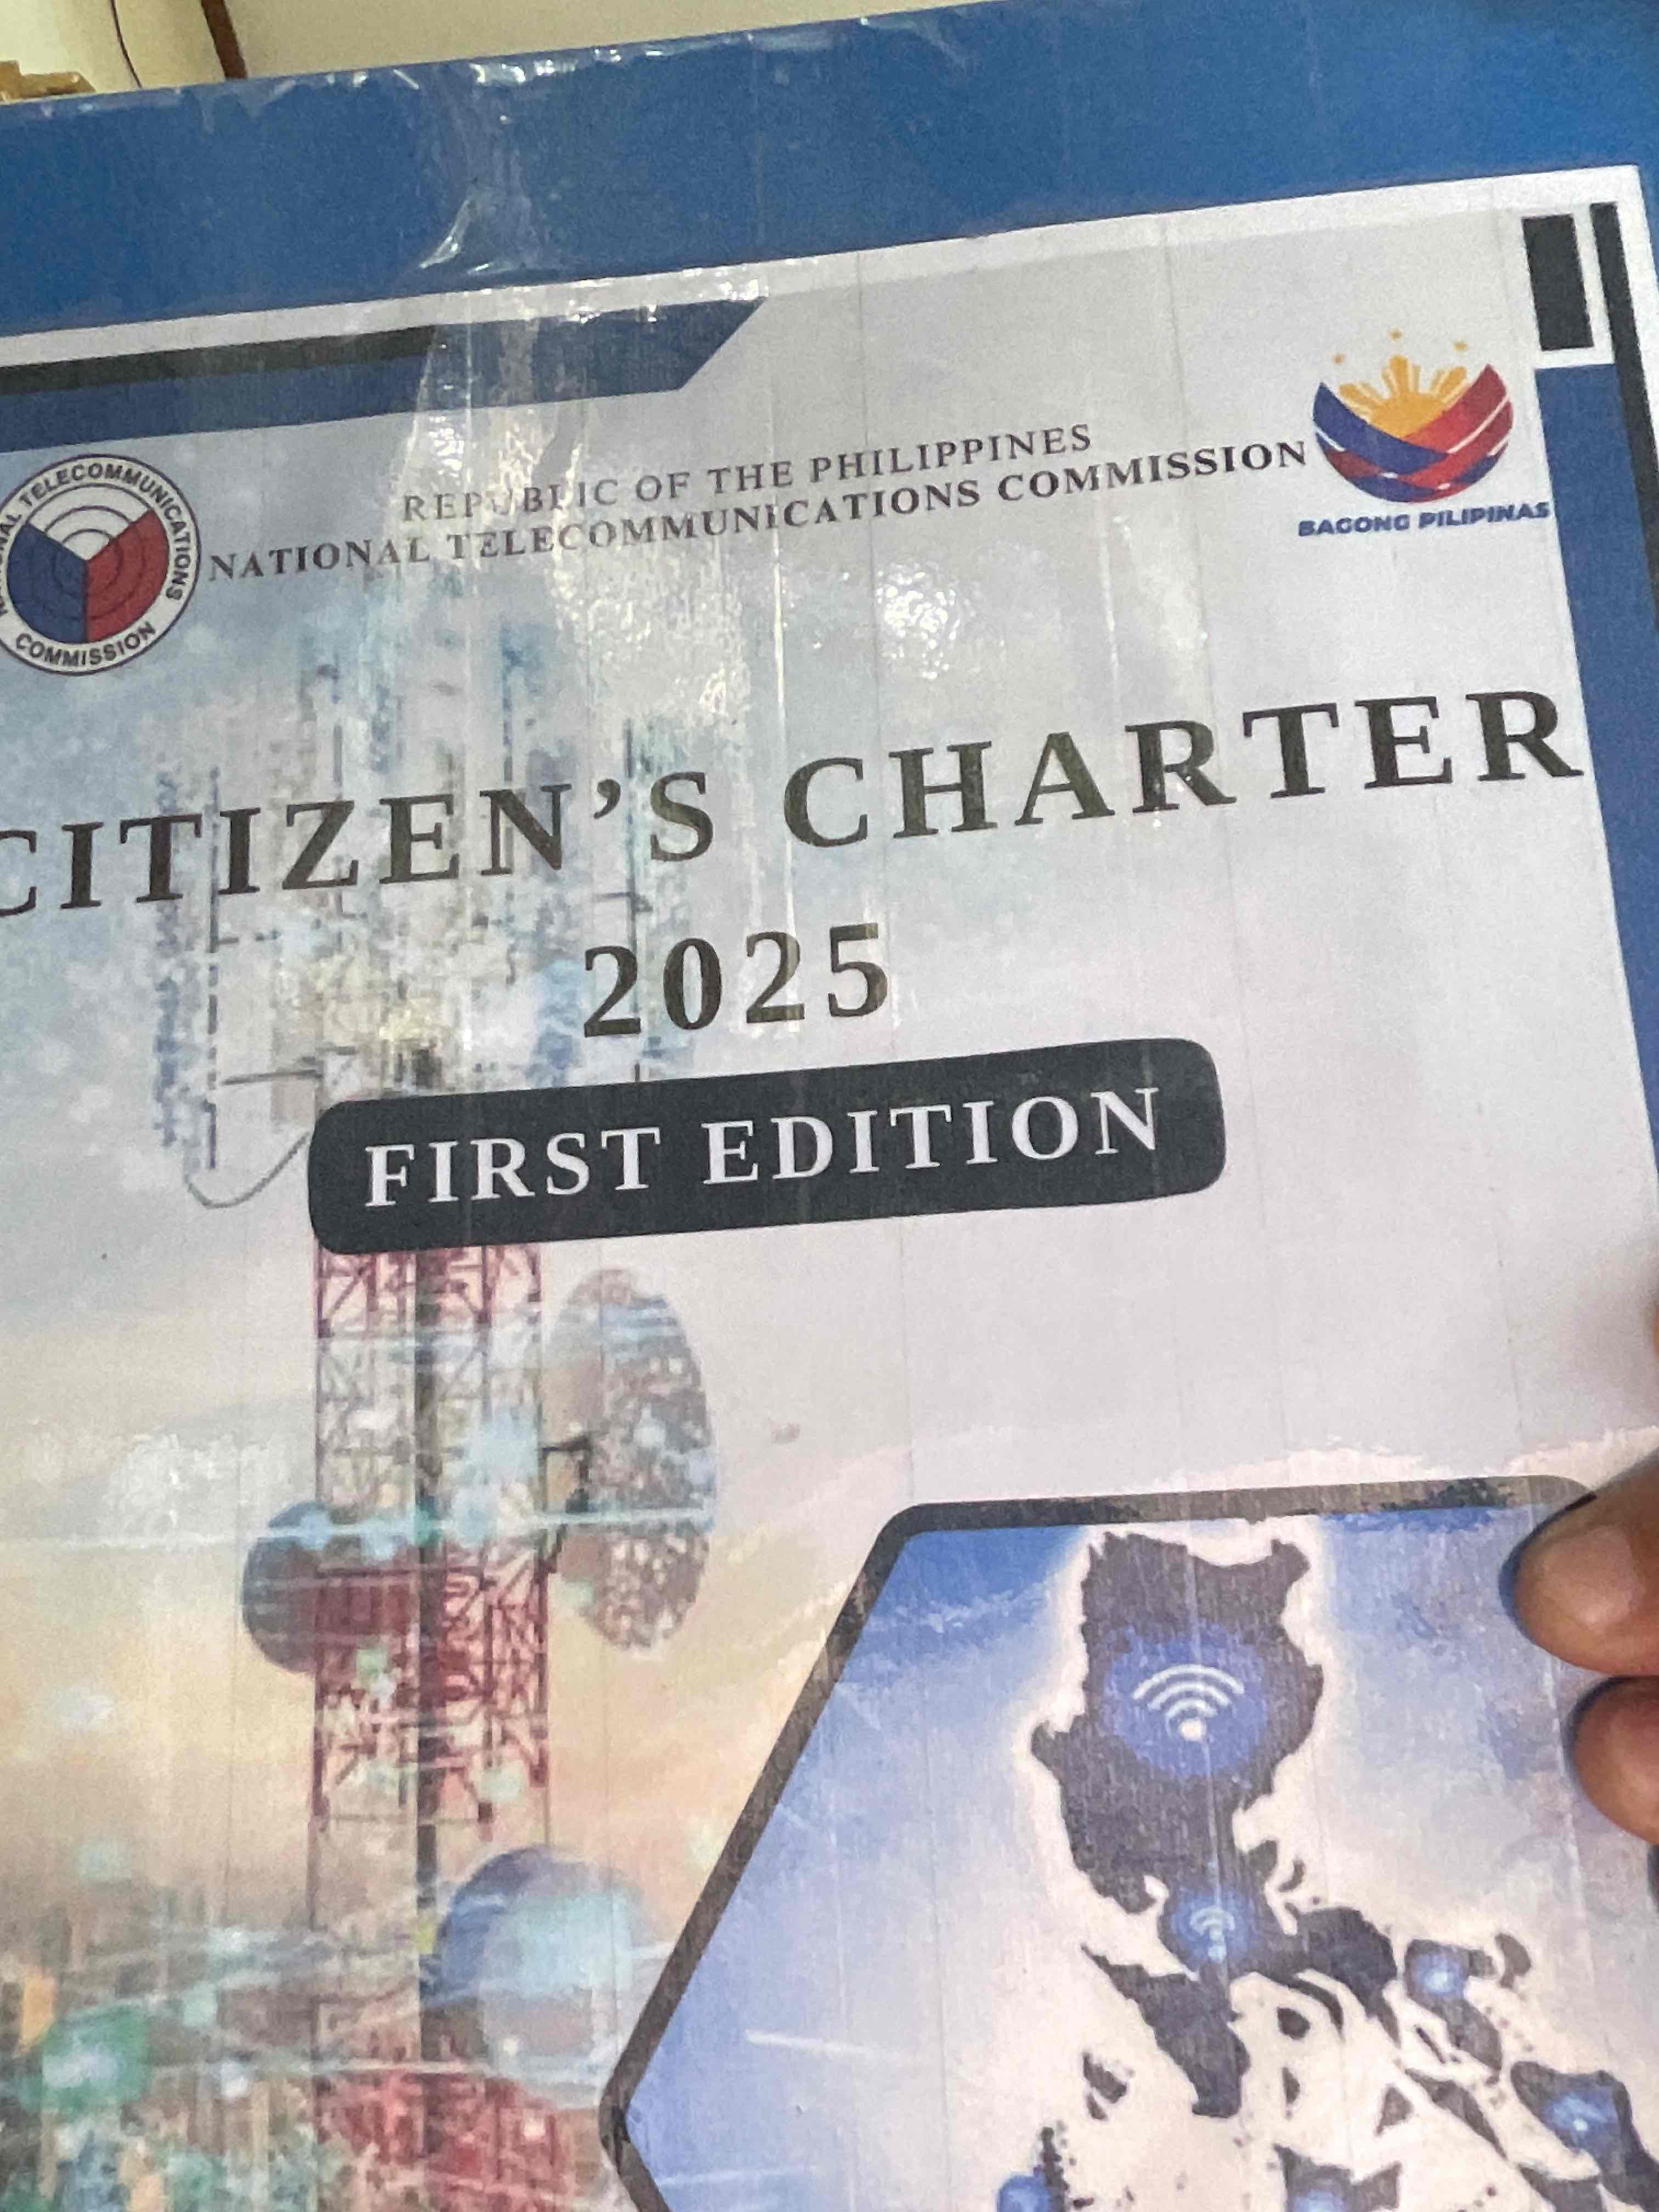 REPUBLIC OF THE PHILIPPINES
NATIONAL TELECOMMUNICATIONS COMMISSION
NATIONAL TELECOMMUNICATIONS
COMMISSION
BAGONG PILIPINAS
CITIZEN'S CHARTER
2025
FIRST EDITION